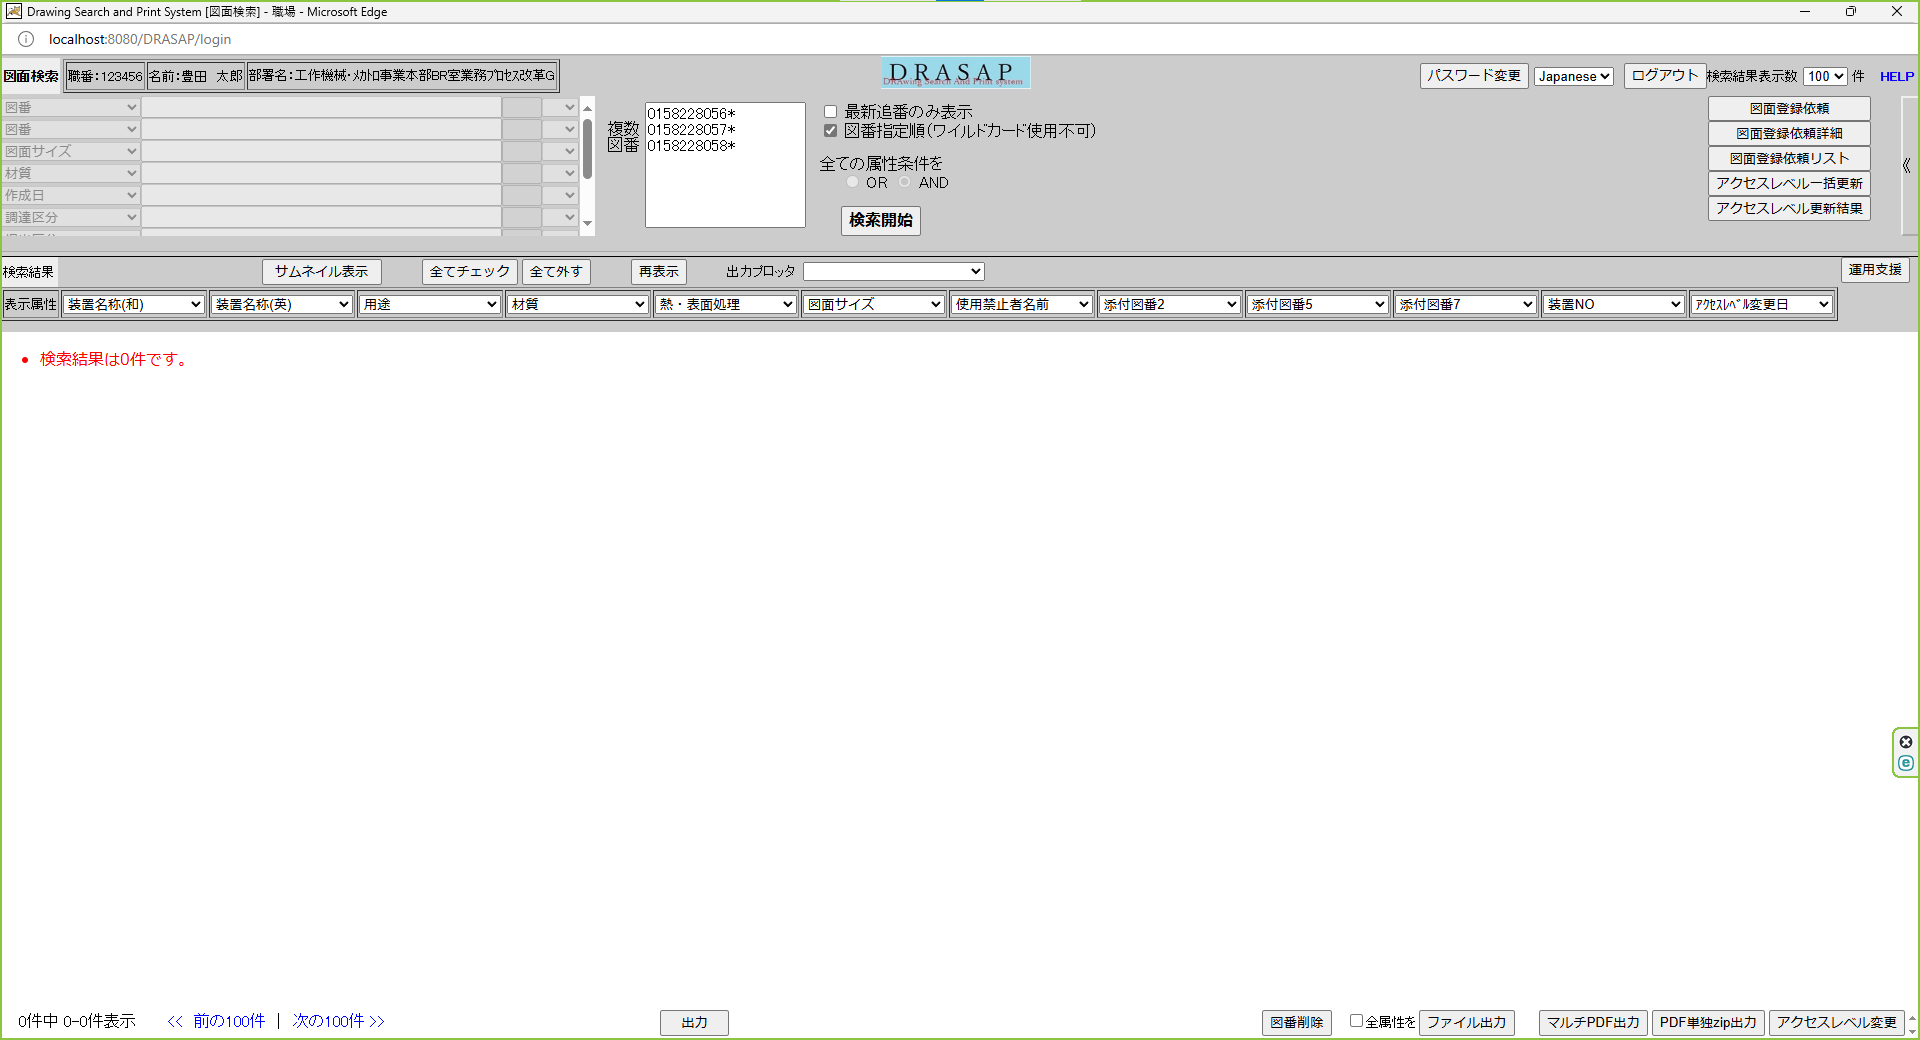 Drawing Search and Print System [図面検索] - 職場 - Microsoft Edge
localhost:8080/DRASAP/login
図面検索 職番:123456 名前:豊田　太郎 部署名:工作機械・ﾒｶﾄﾛ事業本部BR室業務ﾌﾟﾛｾｽ改革G
DRASAP
DRAwing Search And Print system
パスワード変更 Japanese ログアウト 検索結果表示数 100 件 HELP
図番
図番
図面サイズ
材質
作成日
調達区分
複数
図番
0158228056*
0158228057*
0158228058*
最新追番のみ表示
図番指定順(ワイルドカード使用不可)
全ての属性条件を
OR AND
検索開始
図面登録依頼
図面登録依頼詳細
図面登録依頼リスト
アクセスレベル一括更新
アクセスレベル更新結果
《
検索結果 サムネイル表示 全てチェック 全て外す 再表示 出力プロッタ 運用支援
表示属性 装置名称(和) 装置名称(英) 用途 材質 熱・表面処理 図面サイズ 使用禁止者名前 添付図番2 添付図番5 添付図番7 装置NO ｱｸｾｽﾚﾍﾞﾙ変更日
• 検索結果は0件です。
0件中 0-0件表示 << 前の100件 | 次の100件 >> 出力 図番削除 全属性を ファイル出力 マルチPDF出力 PDF単独zip出力 アクセスレベル変更